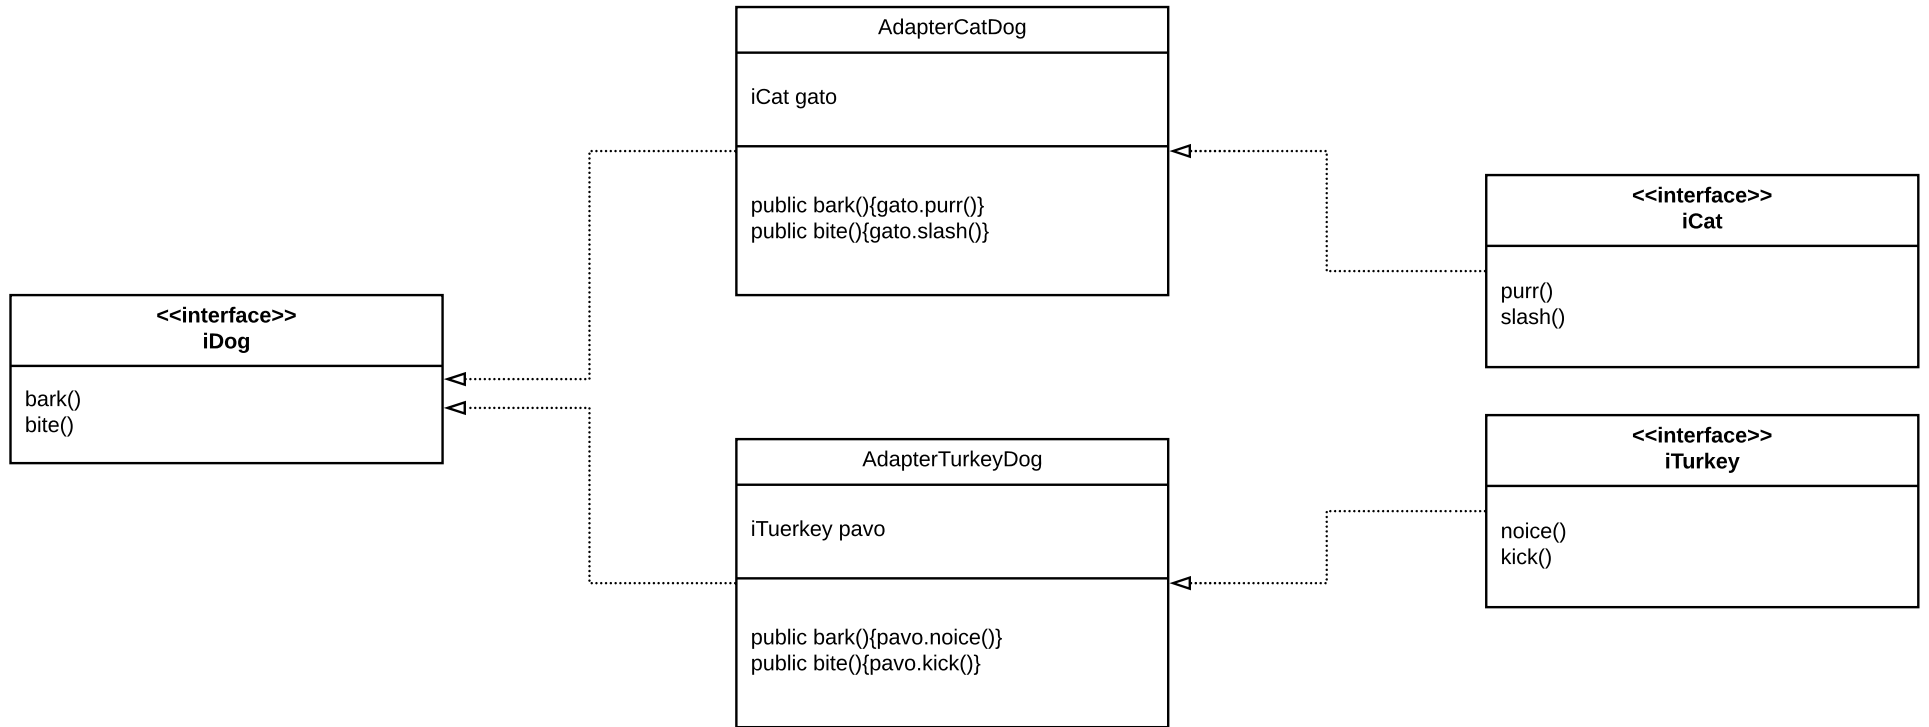 AdapterCatDog
iCat gato
public bark(){gato.purr()}
public bite(){gato.slash()}
<<interface>>
iCat
purr()
slash()
<<interface>>
iDog
bark()
bite()
AdapterTurkeyDog
iTuerkey pavo
public bark(){pavo.noice()}
public bite(){pavo.kick()}
<<interface>>
iTurkey
noice()
kick()